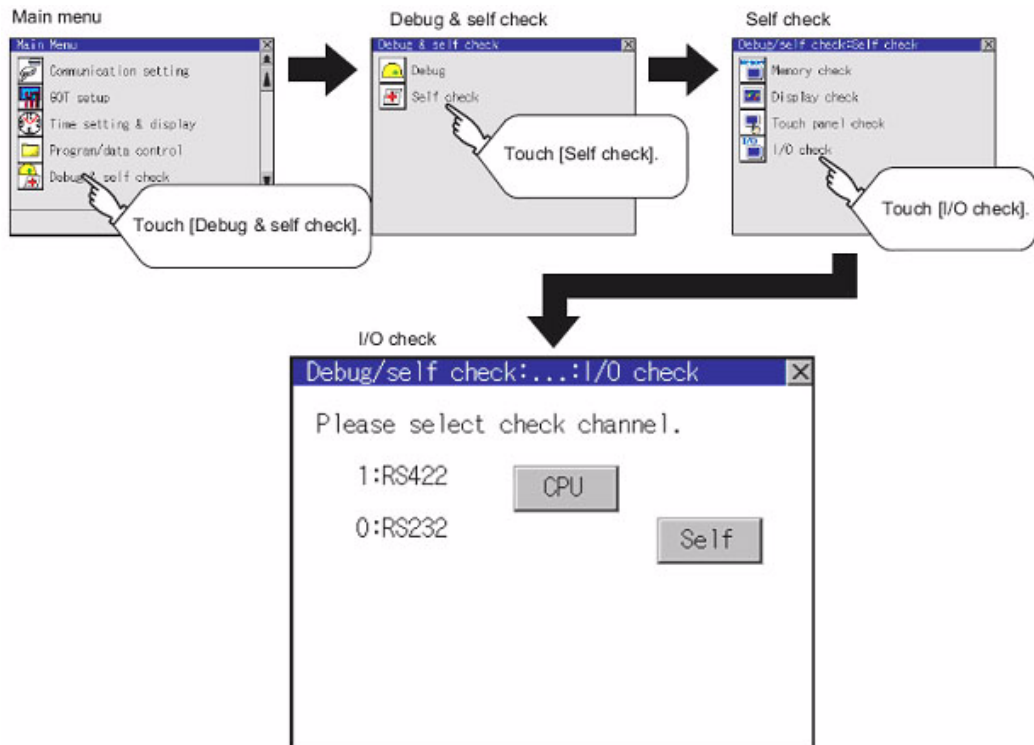 Main menu
Main Menu
Communication setting
GOT setup
Time setting & display
Program/data control
Debug & self check
Touch [Debug & self check].
Debug & self check
Debug & self check
Debug
Self check
Touch [Self check].
Self check
Debug/self check:Self check
Memory check
Display check
Touch panel check
I/O check
Touch [I/O check].
I/O check
Debug/self check:...:I/O check
Please select check channel.
1:RS422 CPU
0:RS232 Self